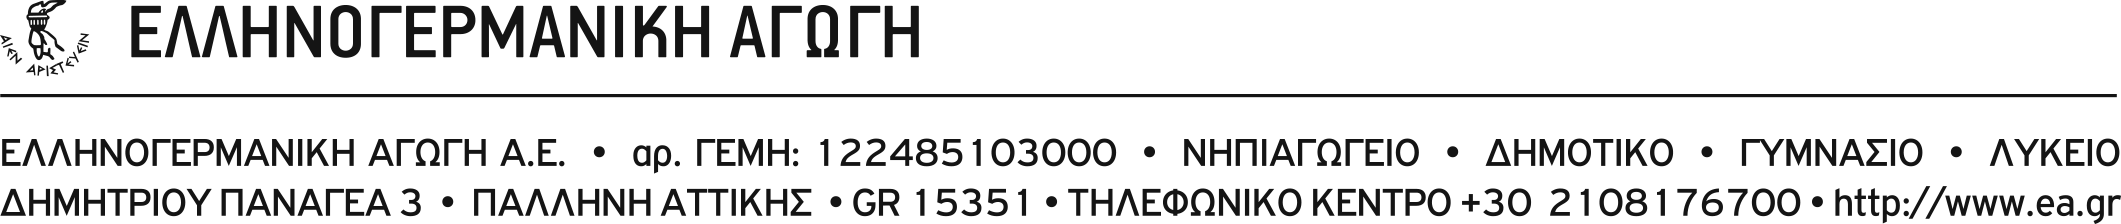 ΑΙΕΝ ΑΡΙΣΤΕΥΕΙΝ
ΕΛΛΗΝΟΓΕΡΜΑΝΙΚΗ ΑΓΩΓΗ
ΕΛΛΗΝΟΓΕΡΜΑΝΙΚΗ ΑΓΩΓΗ Α.Ε. • αρ. ΓΕΜΗ: 122485103000 • ΝΗΠΙΑΓΩΓΕΙΟ • ΔΗΜΟΤΙΚΟ • ΓΥΜΝΑΣΙΟ • ΛΥΚΕΙΟ
ΔΗΜΗΤΡΙΟΥ ΠΑΝΑΓΕΑ 3 • ΠΑΛΛΗΝΗ ΑΤΤΙΚΗΣ • GR 15351 • ΤΗΛΕΦΩΝΙΚΟ ΚΕΝΤΡΟ +30 2108176700 • http://www.ea.gr